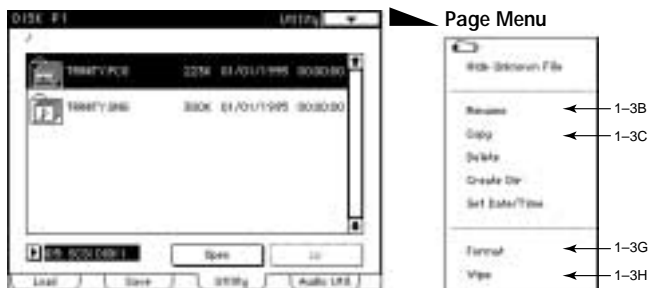 DISK P1 Utility
/
TRINITY.PCG 225K 01/01/1995 00:00:00
TRINITY.SNG 01/01/1995 00:00:00
Open
Load Save Utility Audio Util
Page Menu
Hide Unknown File
Rename 1–3B
Copy 1–3C
Delete
Create Dir
Set Date/Time
Format 1–3G
Wipe 1–3H